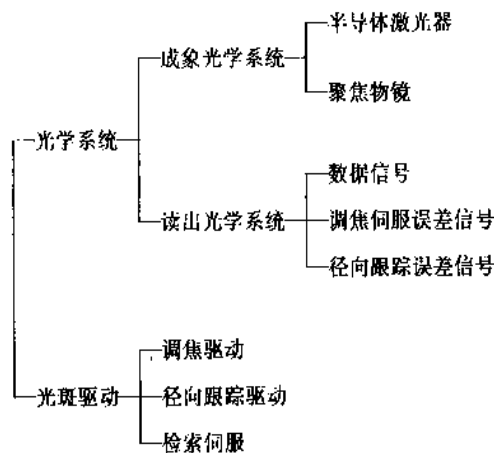 半导体激光器
成象光学系统
聚焦物镜
光学系统
数据信号
读出光学系统
调焦伺服误差信号
径向跟踪误差信号
调焦驱动
光斑驱动
径向跟踪驱动
检索伺服